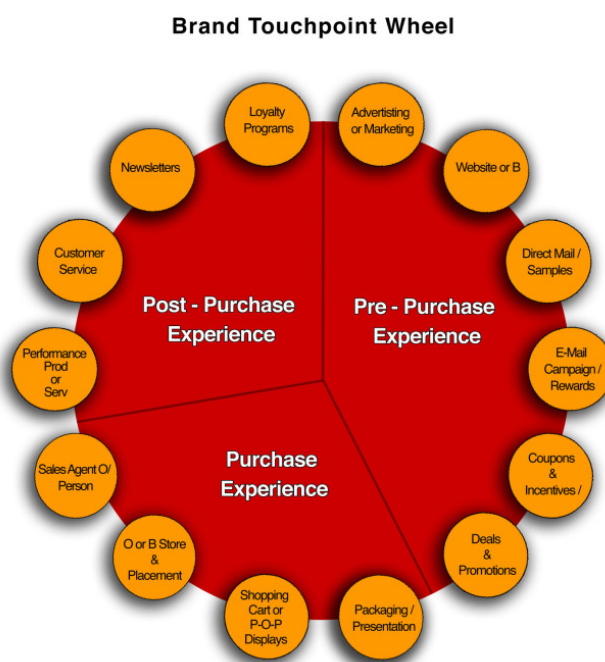 Brand Touchpoint Wheel
Loyalty
Programs
Advertisting
or Marketing
Newsletters
Website or B
Customer
Service
Direct Mail /
Samples
Post - Purchase
Experience
Pre - Purchase
Experience
Performance
Prod
or
Serv
E-Mail
Campaign /
Rewards
Purchase
Experience
Sales Agent O/
Person
Coupons
&
Incentives /
O or B Store
&
Placement
Deals
&
Promotions
Shopping
Cart or
P-O-P
Displays
Packaging /
Presentation